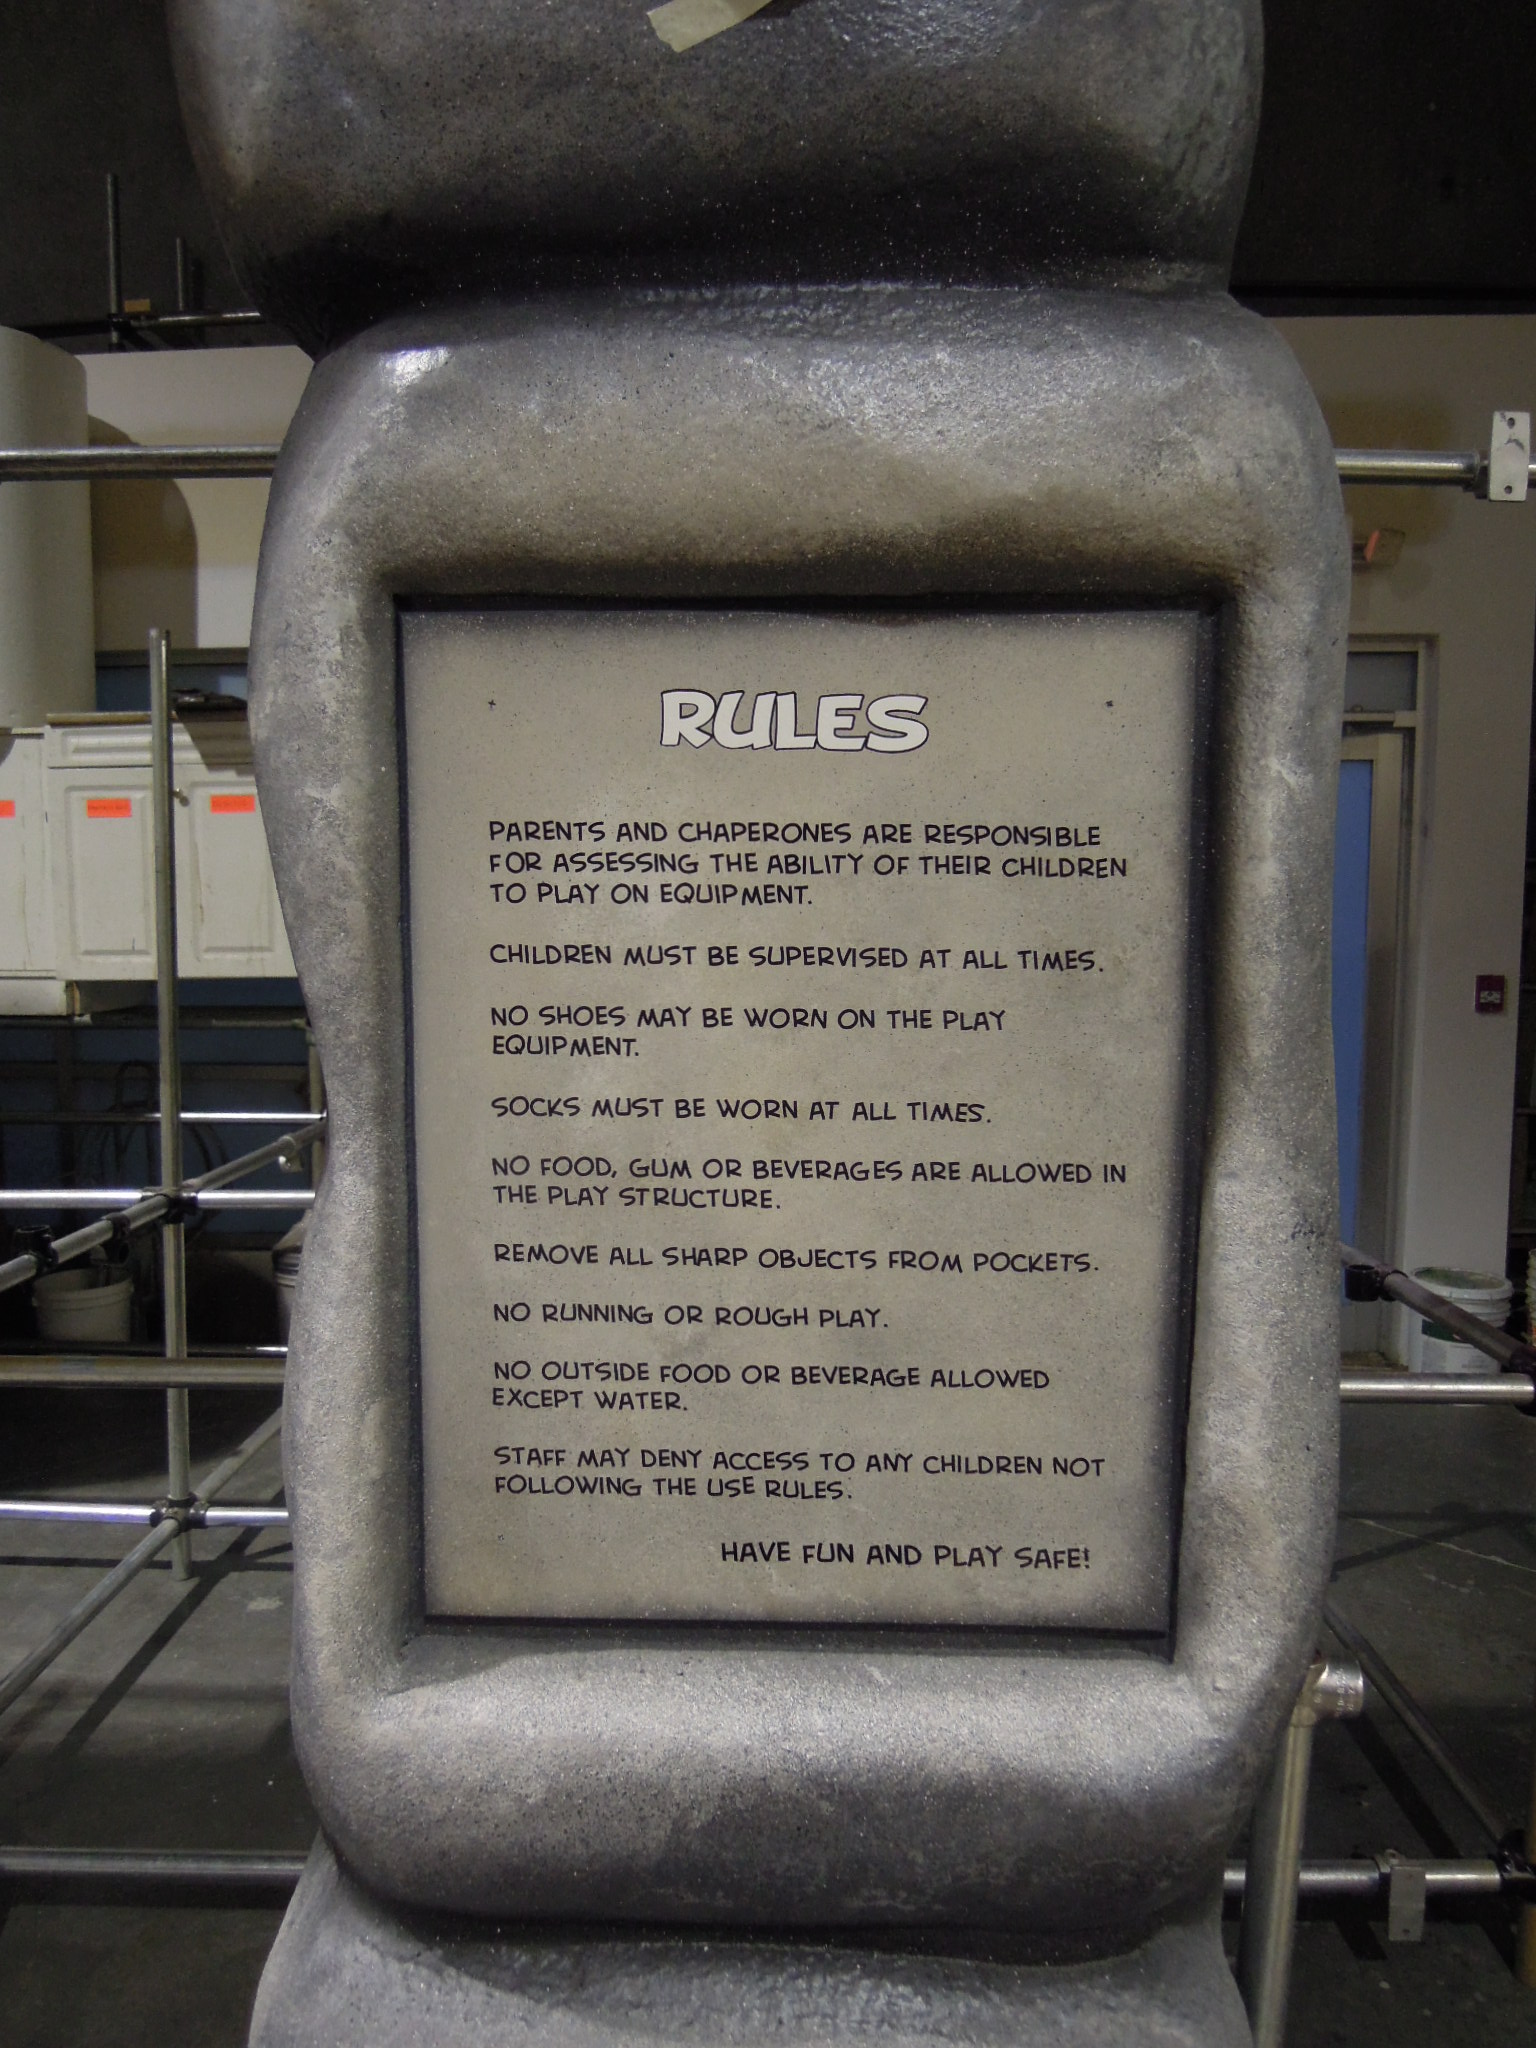 RULES
PARENTS AND CHAPERONES ARE RESPONSIBLE
FOR ASSESSING THE ABILITY OF THEIR CHILDREN
TO PLAY ON EQUIPMENT.
CHILDREN MUST BE SUPERVISED AT ALL TIMES.
NO SHOES MAY BE WORN ON THE PLAY
EQUIPMENT.
SOCKS MUST BE WORN AT ALL TIMES.
NO FOOD, GUM OR BEVERAGES ARE ALLOWED IN
THE PLAY STRUCTURE.
REMOVE ALL SHARP OBJECTS FROM POCKETS.
NO RUNNING OR ROUGH PLAY.
NO OUTSIDE FOOD OR BEVERAGE ALLOWED
EXCEPT WATER.
STAFF MAY DENY ACCESS TO ANY CHILDREN NOT
FOLLOWING THE USE RULES.
HAVE FUN AND PLAY SAFE!